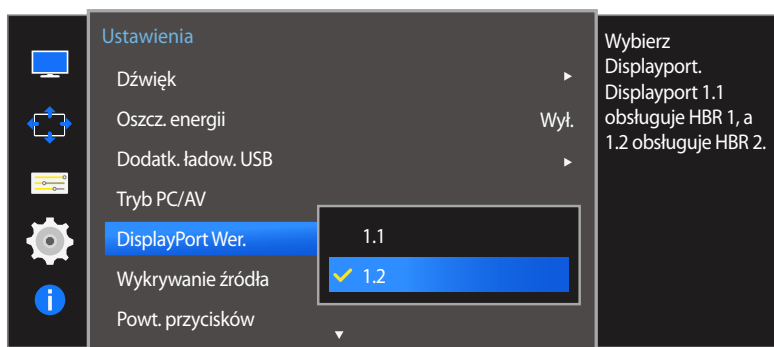 Ustawienia
Dźwięk
Oszcz. energii Wył.
Dodatk. ładow. USB
Tryb PC/AV
DisplayPort Wer.
1.1
1.2
Wykrywanie źródła
Powt. przycisków
Wybierz
Displayport.
Displayport 1.1
obsługuje HBR 1, a
1.2 obsługuje HBR 2.